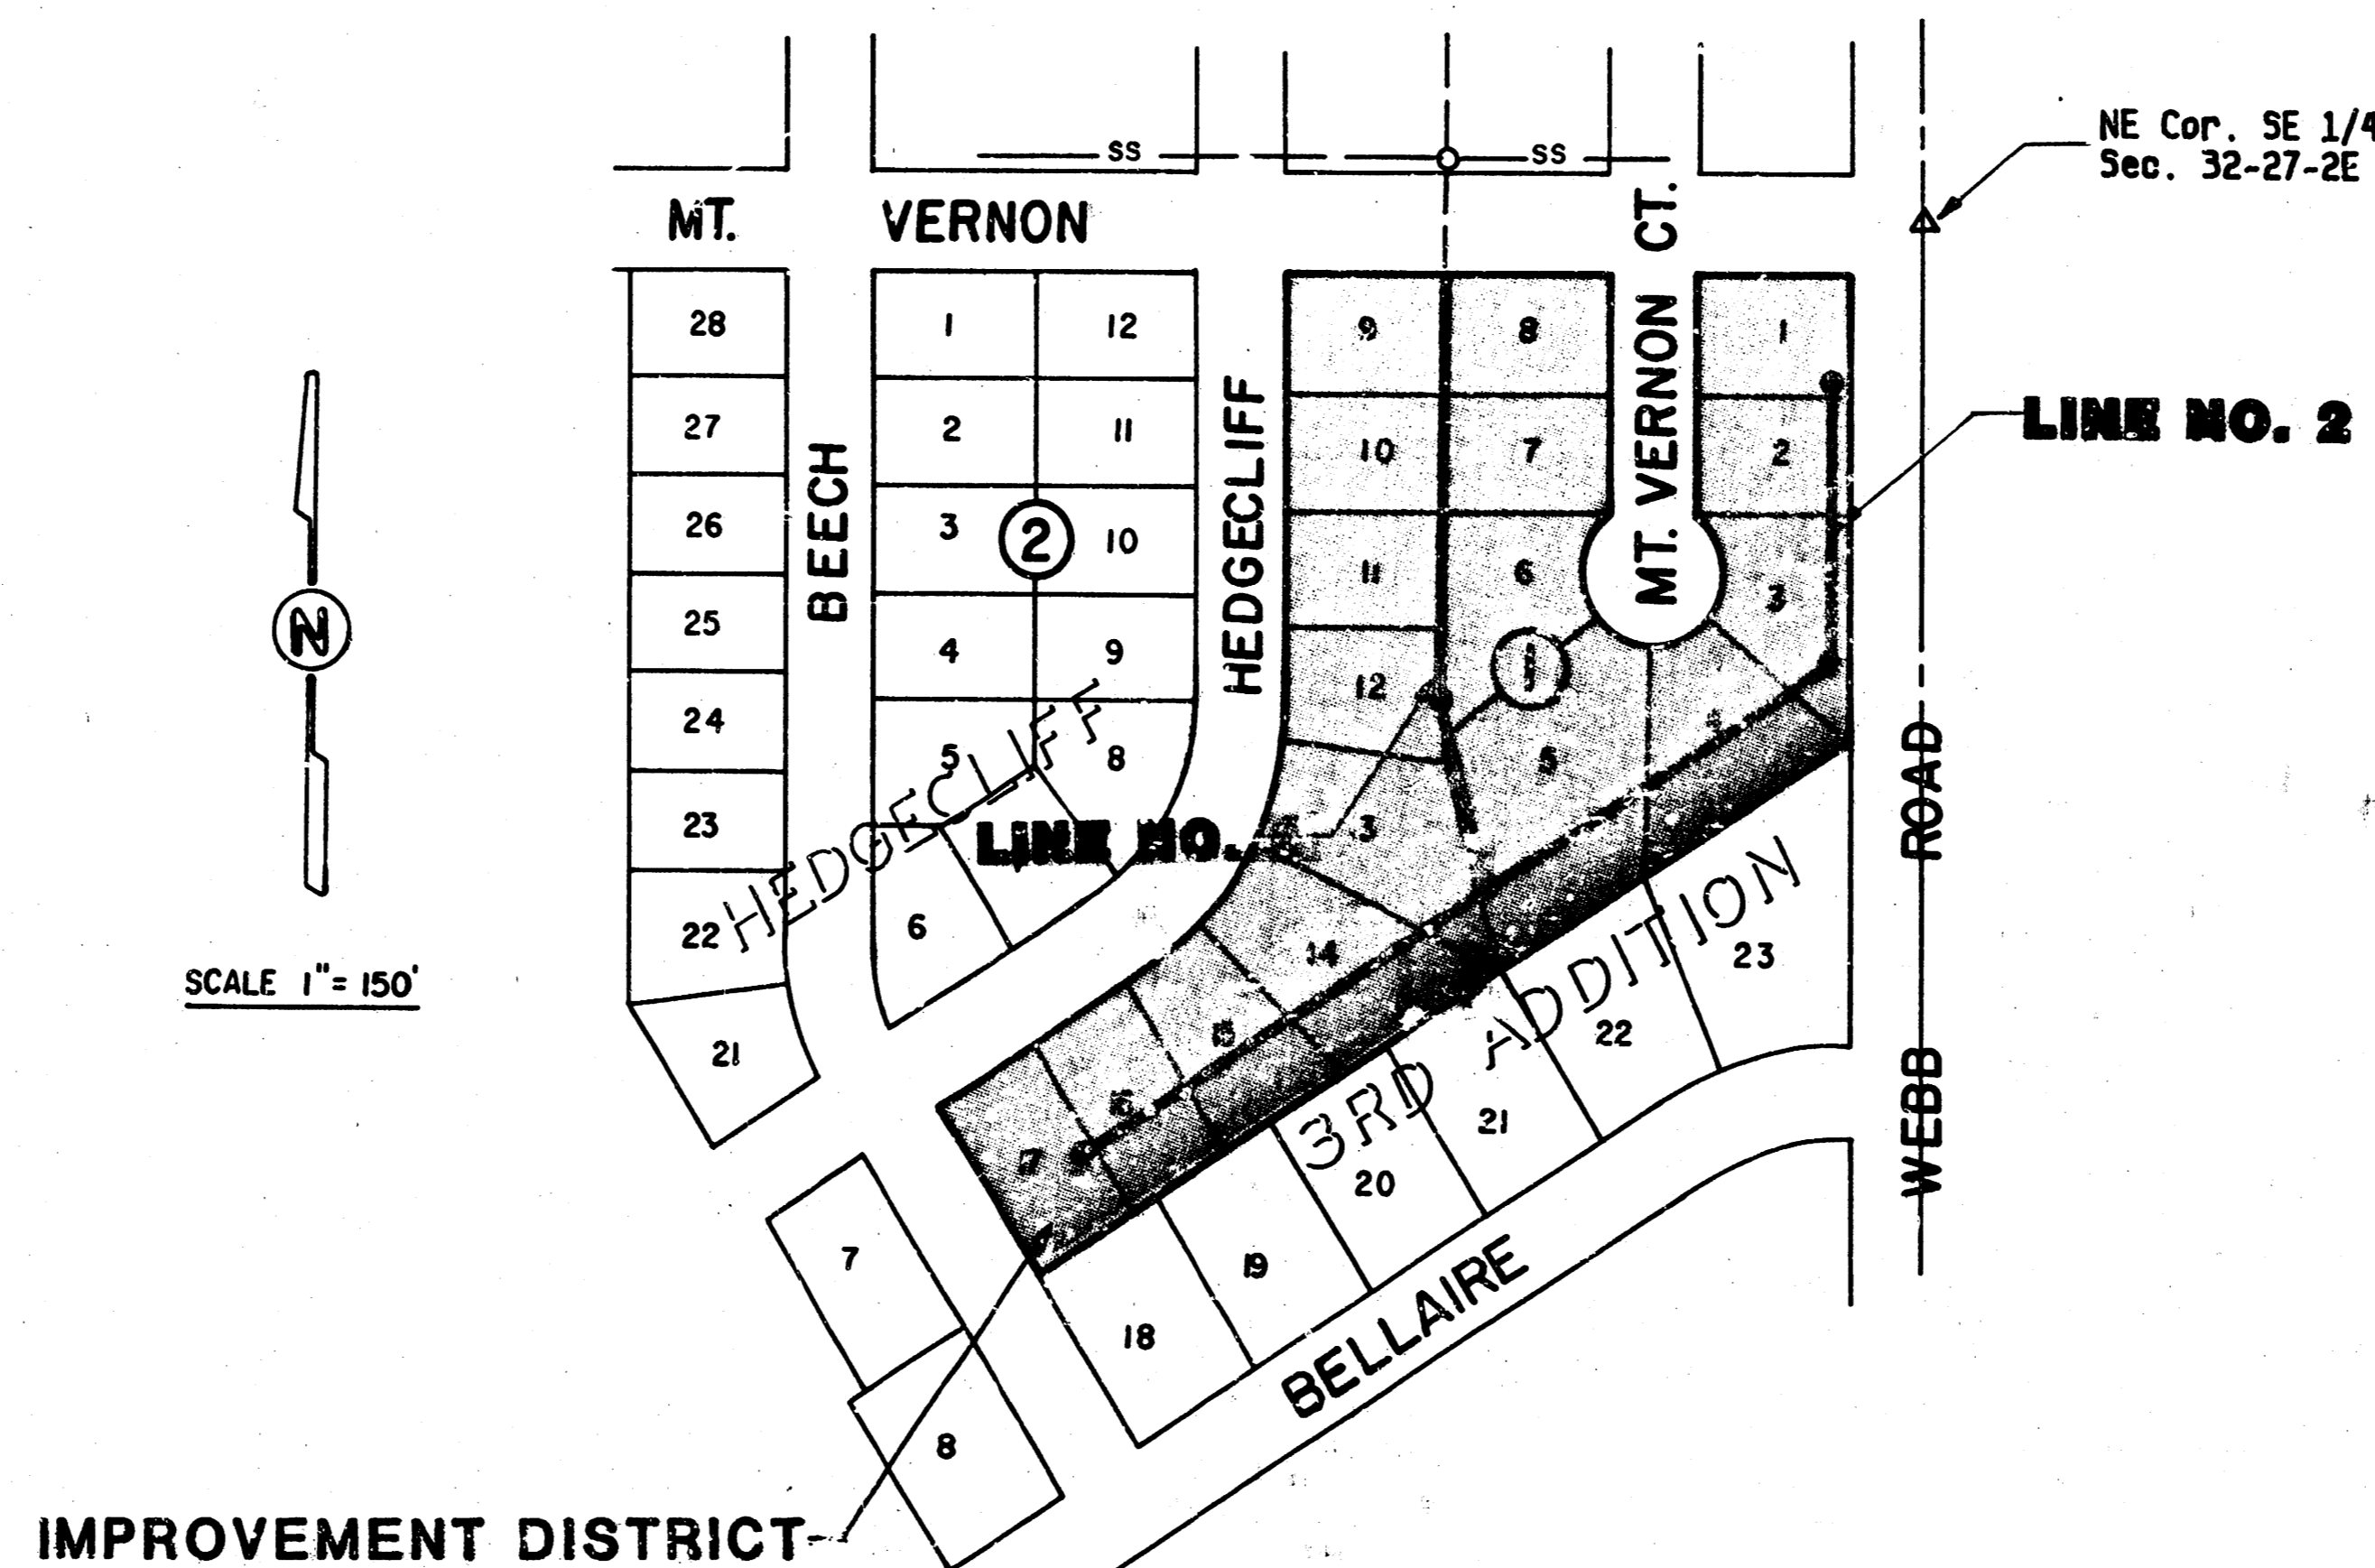 SS
SS
NE Cor. SE 1/4
Sec. 32-27-2E
MT. VERNON
MT. VERNON CT.
28
1
12
9
8
1
27
2
11
10
7
2
LINE NO. 2
26
3
2
10
11
6
3
25
4
9
12
1
24
5
8
5
4
23
13
LINE NO.
22
6
14
23
21
15
22
16
21
17
20
7
19
18
8
BEECH
HEDGECLIFF
HEDGECLIFF
3RD ADDITION
WEBB ROAD
BELLAIRE
N
SCALE 1"= 150'
IMPROVEMENT DISTRICT